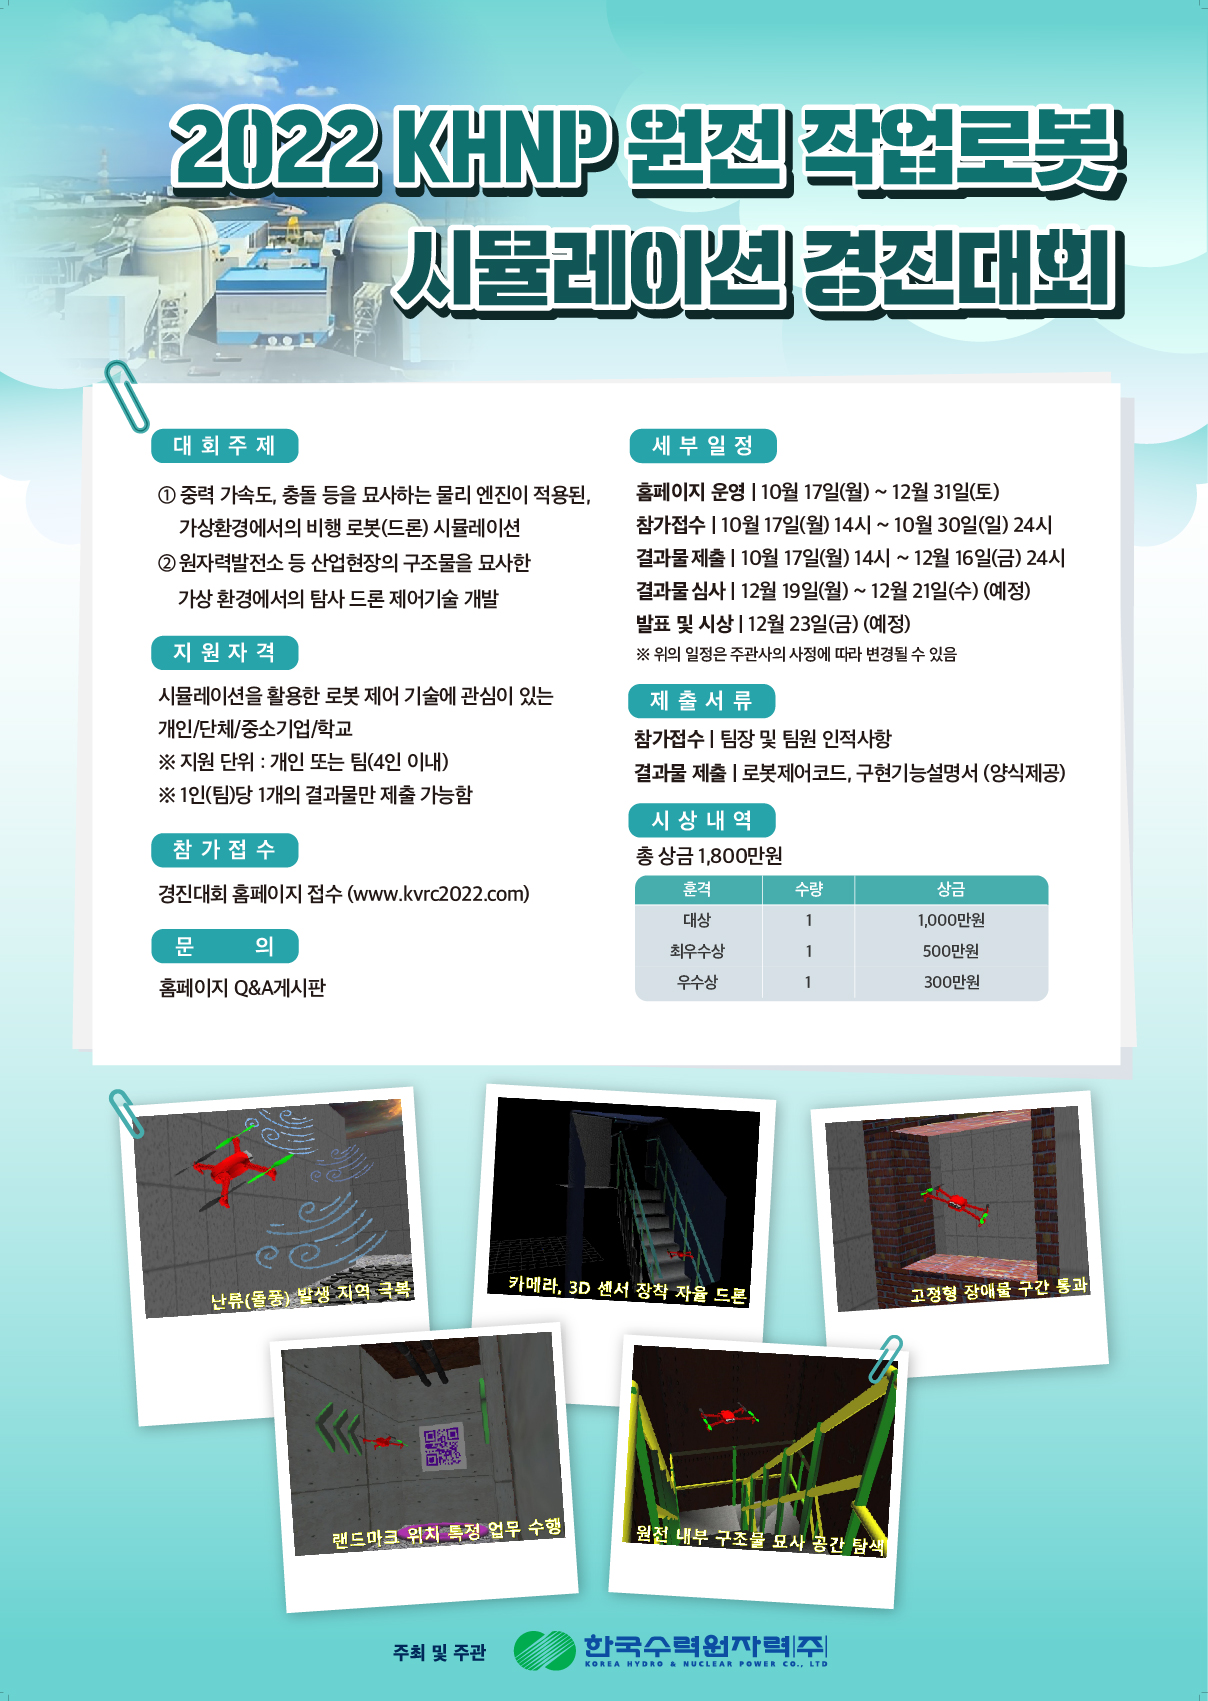 2022 KHNP 원전 작업로봇
시뮬레이션 경진대회
대회주제
① 중력 가속도, 충돌 등을 묘사하는 물리 엔진이 적용된,
가상환경에서의 비행 로봇(드론) 시뮬레이션
② 원자력발전소 등 산업현장의 구조물을 묘사한
가상 환경에서의 탐사 드론 제어기술 개발
지원자격
시뮬레이션을 활용한 로봇 제어 기술에 관심이 있는
개인/단체/중소기업/학교
※ 지원 단위 : 개인 또는 팀(4인 이내)
※ 1인(팀)당 1개의 결과물만 제출 가능함
참가접수
경진대회 홈페이지 접수 (www.kvrc2022.com)
문 의
홈페이지 Q&A게시판
세부일정
홈페이지 운영 | 10월 17일(월) ~ 12월 31일(토)
참가접수 | 10월 17일(월) 14시 ~ 10월 30일(일) 24시
결과물 제출 | 10월 17일(월) 14시 ~ 12월 16일(금) 24시
결과물 심사 | 12월 19일(월) ~ 12월 21일(수) (예정)
발표 및 시상 | 12월 23일(금) (예정)
※ 위의 일정은 주관사의 사정에 따라 변경될 수 있음
제출서류
참가접수 | 팀장 및 팀원 인적사항
결과물 제출 | 로봇제어코드, 구현기능설명서 (양식제공)
시상내역
총 상금 1,800만원
훈격 수량 상금
대상 1 1,000만원
최우수상 1 500만원
우수상 1 300만원
난류(돌풍) 발생 지역 극복
카메라, 3D 센서 장착 자율 드론
고정형 장애물 구간 통과
랜드마크 위치 특정 업무 수행
원전 내부 구조물 묘사 공간 탐색
주최 및 주관
한국수력원자력(주)
KOREA HYDRO & NUCLEAR POWER CO., LTD